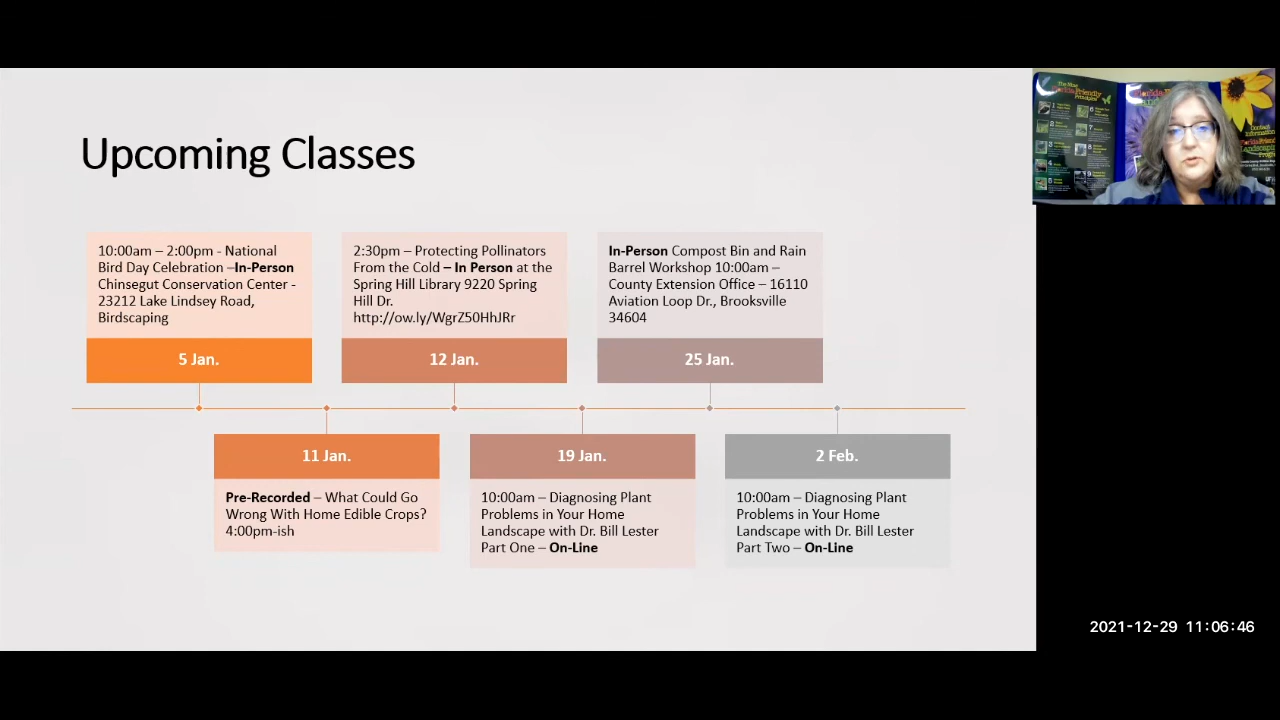 Upcoming Classes
10:00am – 2:00pm - National
Bird Day Celebration –In-Person
Chinsegut Conservation Center -
23212 Lake Lindsey Road,
Birdscaping
5 Jan.
2:30pm – Protecting Pollinators
From the Cold – In Person at the
Spring Hill Library 9220 Spring
Hill Dr.
http://ow.ly/WgrZ50HhJRr
12 Jan.
In-Person Compost Bin and Rain
Barrel Workshop 10:00am –
County Extension Office – 16110
Aviation Loop Dr., Brooksville
34604
25 Jan.
11 Jan.
Pre-Recorded – What Could Go
Wrong With Home Edible Crops?
4:00pm-ish
19 Jan.
10:00am – Diagnosing Plant
Problems in Your Home
Landscape with Dr. Bill Lester
Part One – On-Line
2 Feb.
10:00am – Diagnosing Plant
Problems in Your Home
Landscape with Dr. Bill Lester
Part Two – On-Line
The Nine
Principles
Contact
Information
2021-12-29 11:06:46